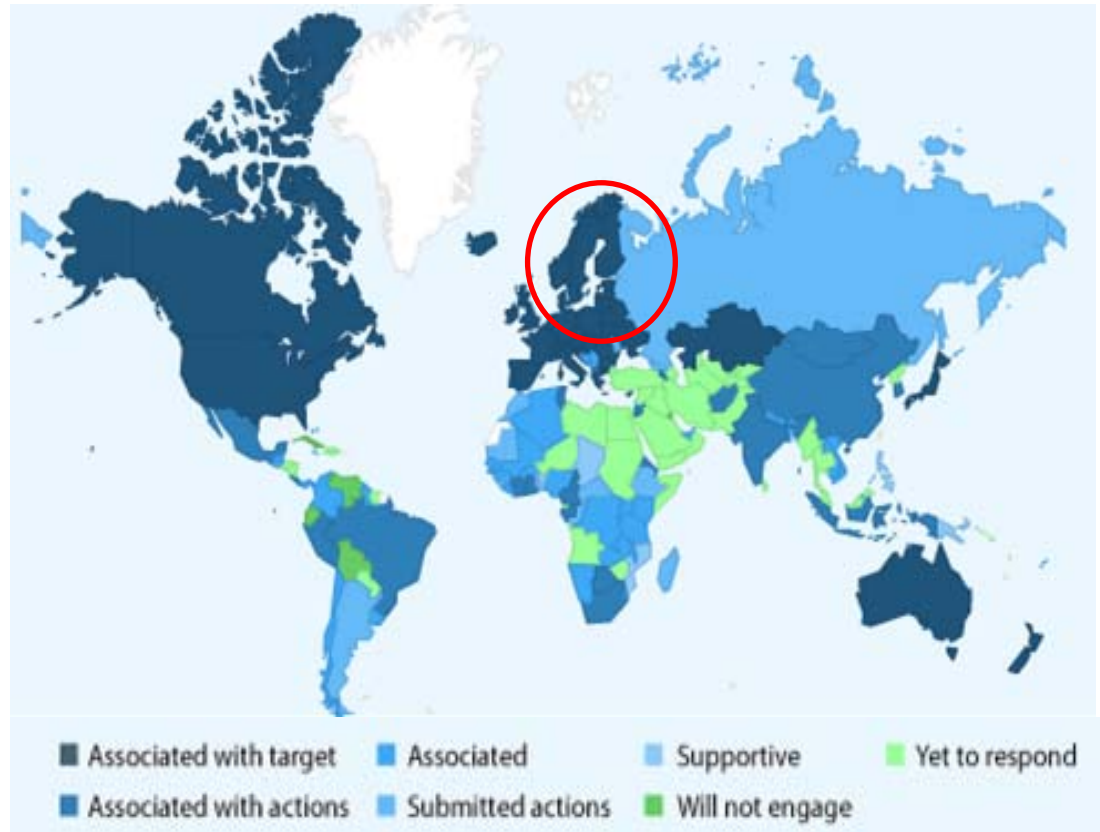 Associated with target Associated Supportive Yet to respond
Associated with actions Submitted actions Will not engage